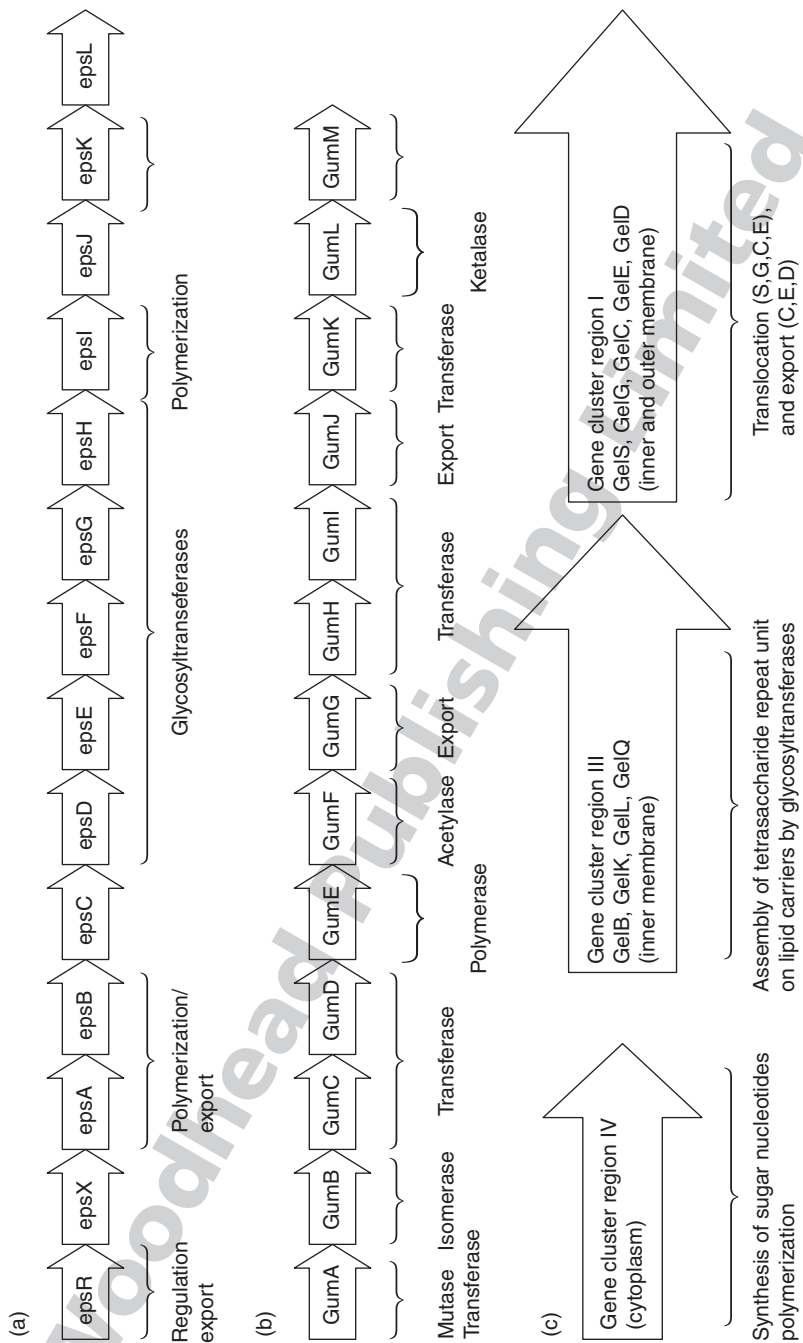 (a)
epsR
epsX
epsA
epsB
epsC
epsD
epsE
epsF
epsG
epsH
epsI
epsJ
epsK
epsL
Regulation
export
Polymerization/
export
Glycosyltranseferases
Polymerization
(b)
GumA
GumB
GumC
GumD
GumE
GumF
GumG
GumH
GumI
GumJ
GumK
GumL
GumM
Mutase
Transferase
Isomerase
Transferase
Polymerase
Acetylase
Export
Transferase
Export
Transferase
Ketalase
(c)
Gene cluster region IV
(cytoplasm)
Gene cluster region III
GelB, GelK, GelL, GelQ
(inner membrane)
Gene cluster region I
GelS, GelG, GelC, GelE, GelD
(inner and outer membrane)
Synthesis of sugar nucleotides
polymerization
Assembly of tetrasaccharide repeat unit
on lipid carriers by glycosyltransferases
Translocation (S,G,C,E),
and export (C,E,D)
Woodhead Publishing Limited